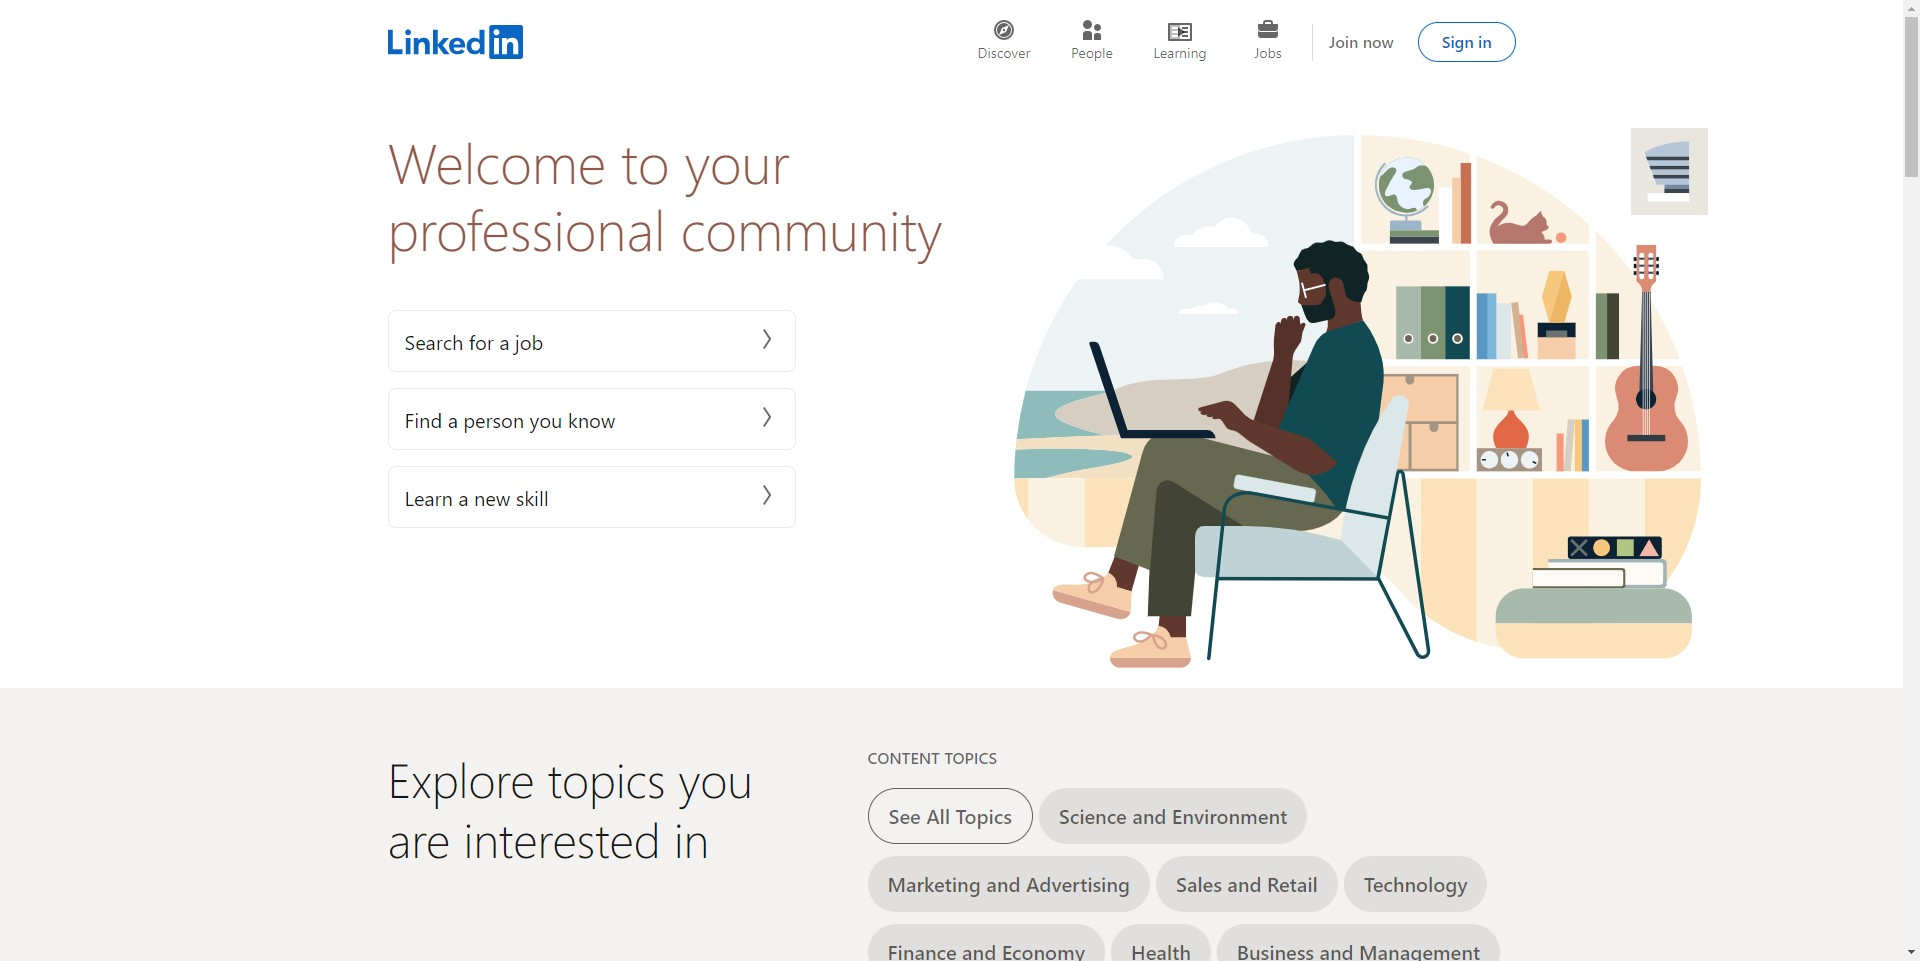 LinkedIn
Discover
People
Learning
Jobs
Join now
Sign in
Welcome to your
professional community
Search for a job
Find a person you know
Learn a new skill
Explore topics you
are interested in
CONTENT TOPICS
See All Topics
Science and Environment
Marketing and Advertising
Sales and Retail
Technology
Finance and Economy
Health
Business and Management